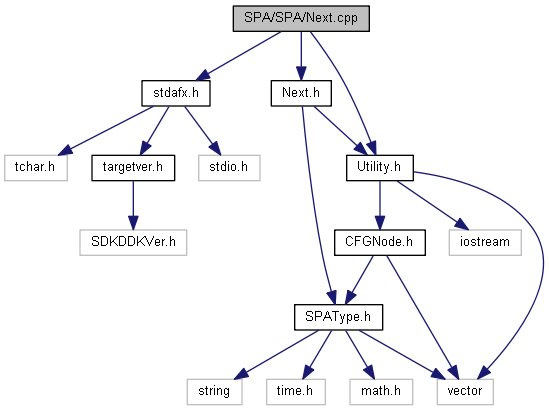 SPA/SPA/Next.cpp
stdafx.h
Next.h
tchar.h
targetver.h
stdio.h
Utility.h
SDKDDKVer.h
CFGNode.h
iostream
SPAType.h
string
time.h
math.h
vector